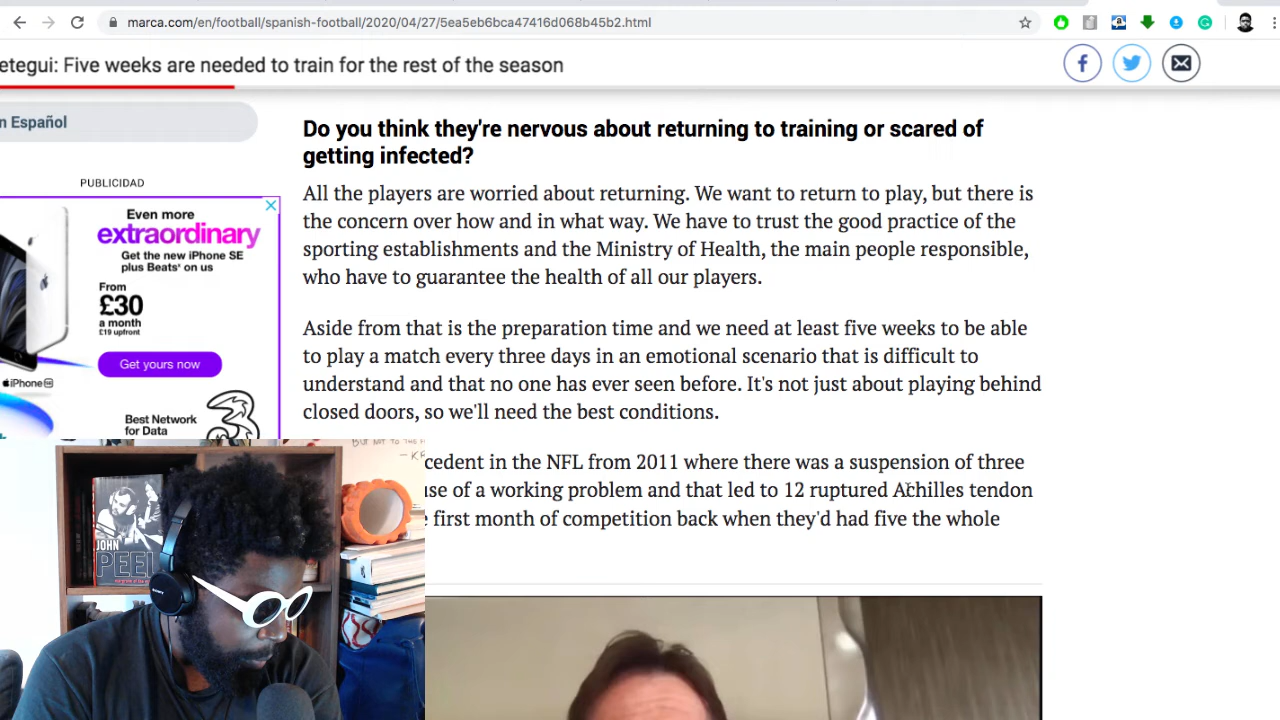 marca.com/en/football/spanish-football/2020/04/27/5ea5eb6bca47416d068b45b2.html
etegui: Five weeks are needed to train for the rest of the season
n Español
Do you think they're nervous about returning to training or scared of
getting infected?
All the players are worried about returning. We want to return to play, but there is
the concern over how and in what way. We have to trust the good practice of the
sporting establishments and the Ministry of Health, the main people responsible,
who have to guarantee the health of all our players.
Aside from that is the preparation time and we need at least five weeks to be able
to play a match every three days in an emotional scenario that is difficult to
understand and that no one has ever seen before. It's not just about playing behind
closed doors, so we'll need the best conditions.
cedent in the NFL from 2011 where there was a suspension of three
use of a working problem and that led to 12 ruptured Achilles tendon
first month of competition back when they'd had five the whole
PUBLICIDAD
Even more
extraordinary
Get the new iPhone SE
plus Beats' on us
From
£30
a month
£19 upfront
Get yours now
iPhone SE
Best Network
for Data
BUT NOT TO THE
JOHN
PEEL
SONY